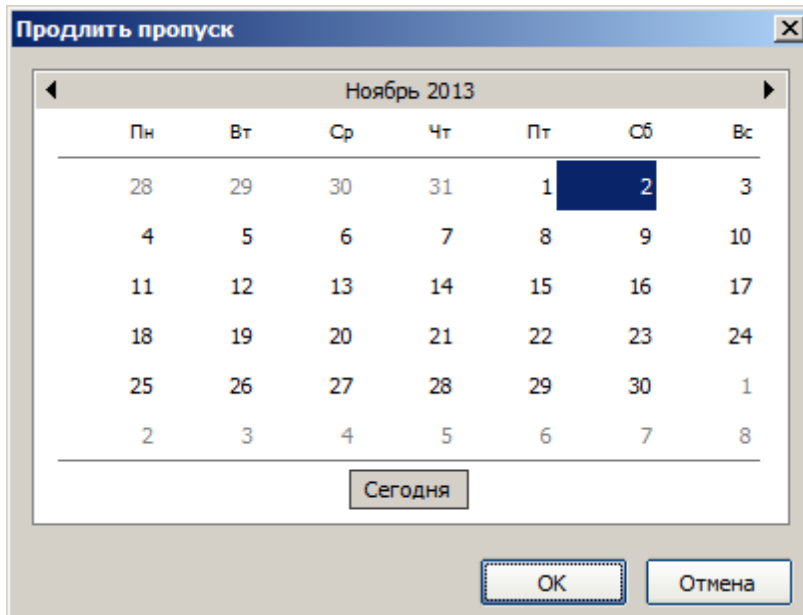 Продлить пропуск
Ноябрь 2013
Пн Вт Ср Чт Пт Сб Вс
28 29 30 31 1 2 3
4 5 6 7 8 9 10
11 12 13 14 15 16 17
18 19 20 21 22 23 24
25 26 27 28 29 30 1
2 3 4 5 6 7 8
Сегодня
ОК Отмена